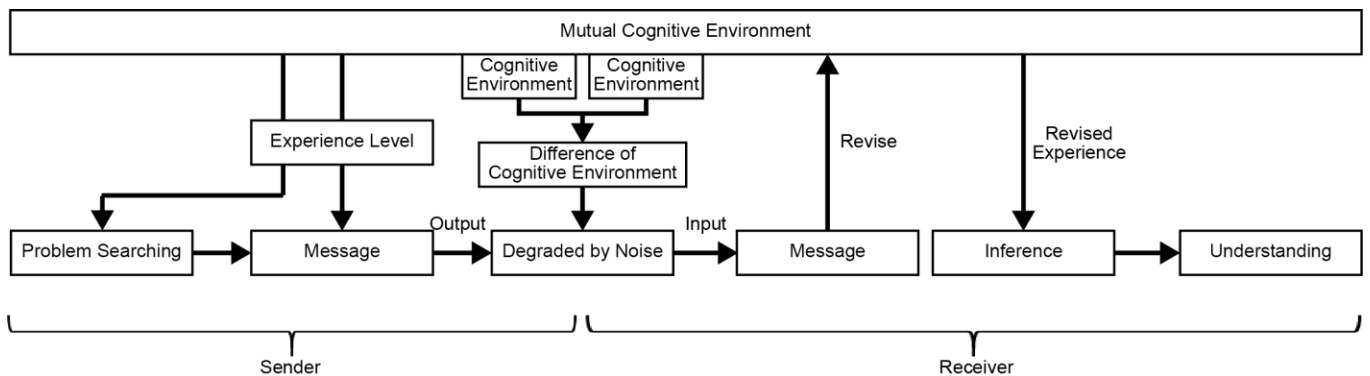 Mutual Cognitive Environment
Cognitive
Environment
Cognitive
Environment
Experience Level
Difference of
Cognitive Environment
Revise
Revised
Experience
Output
Input
Problem Searching
Message
Degraded by Noise
Message
Inference
Understanding
Sender
Receiver